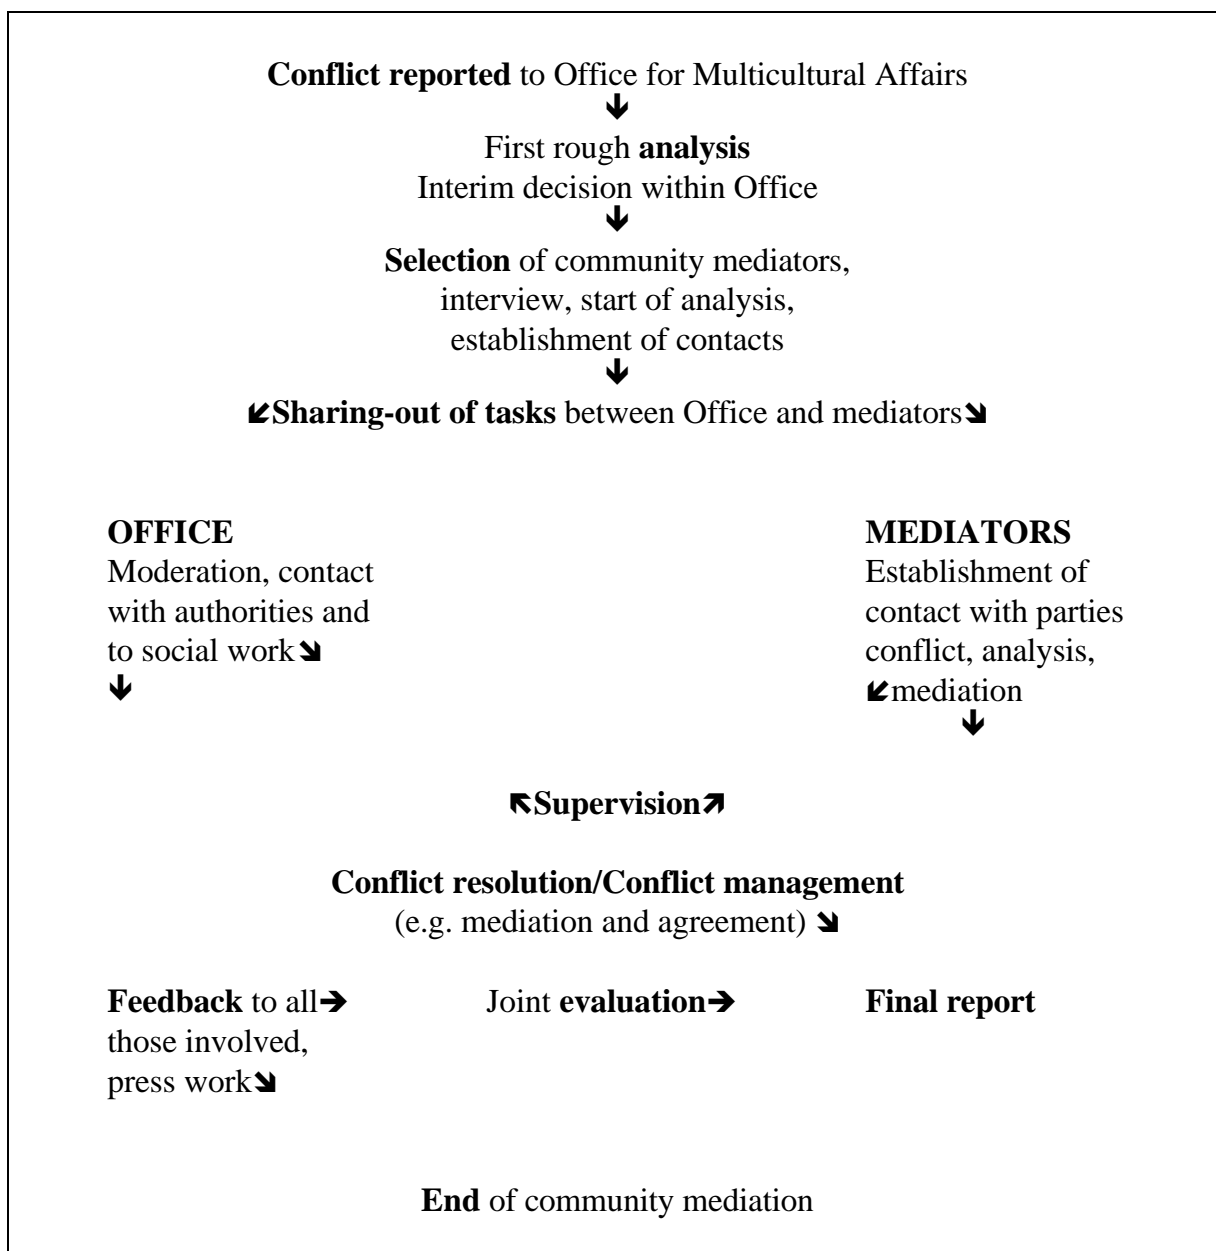 Conflict reported to Office for Multicultural Affairs
🡻
First rough analysis
Interim decision within Office
🡻
Selection of community mediators,
interview, start of analysis,
establishment of contacts
🡻
🡿Sharing-out of tasks between Office and mediators🡾
OFFICE
Moderation, contact
with authorities and
to social work🡾
🡻
MEDIATORS
Establishment of
contact with parties
conflict, analysis,
🡿mediation
🡻
🡼Supervision🡽
Conflict resolution/Conflict management
(e.g. mediation and agreement) 🡾
Feedback to all🡺
those involved,
press work🡾
Joint evaluation🡺
Final report
End of community mediation